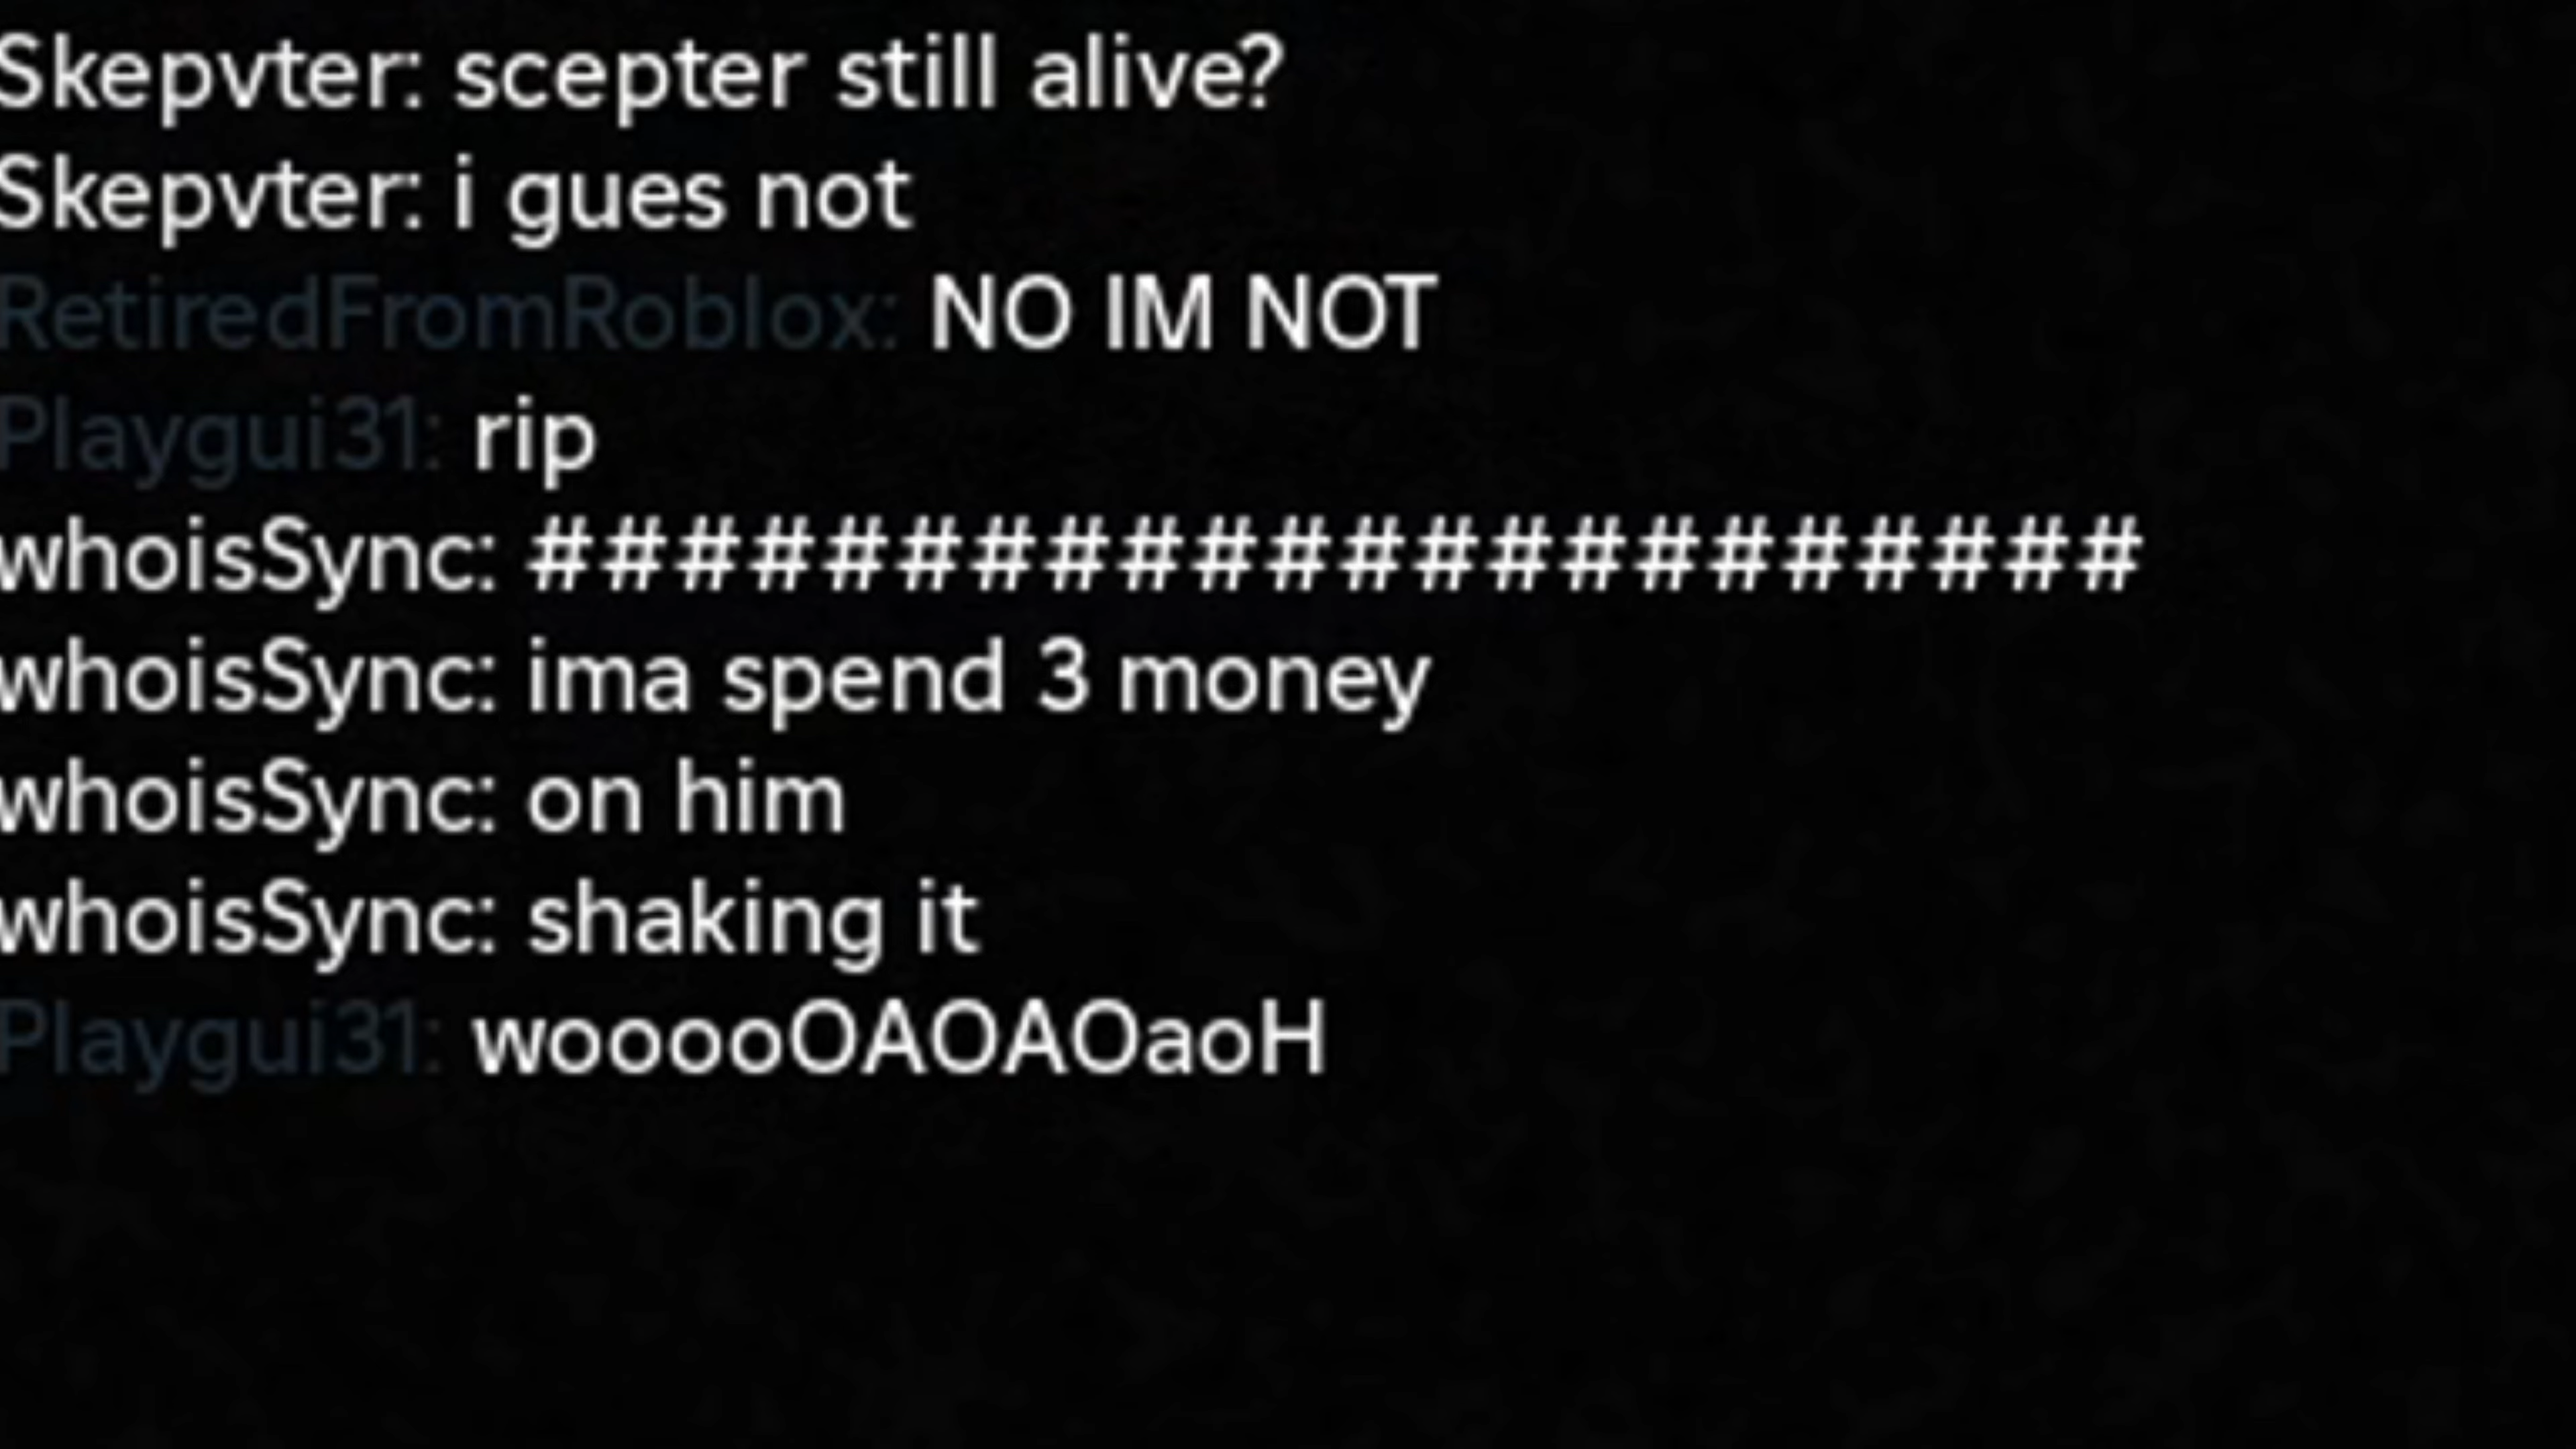 Skepvter: scepter still alive?
Skepvter: i gues not
RetiredFromRoblox: NO IM NOT
Playgui31: rip
whoisSync: ######################
whoisSync: ima spend 3 money
whoisSync: on him
whoisSync: shaking it
Playgui31: wooooOAOAOaoH